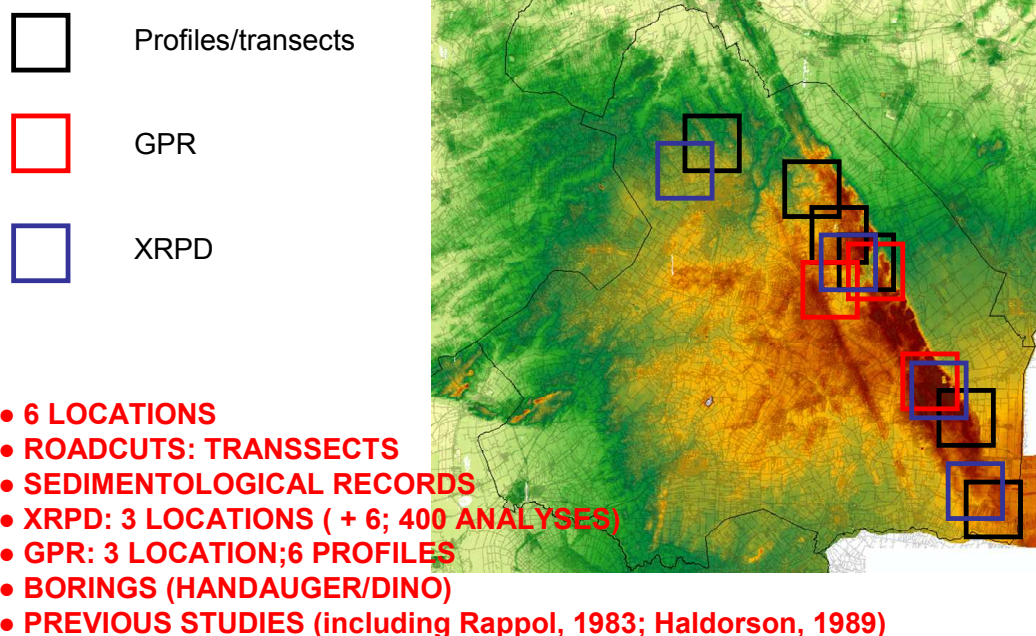 Profiles/transects
GPR
XRPD
● 6 LOCATIONS
● ROADCUTS: TRANSSECTS
● SEDIMENTOLOGICAL RECORDS
● XRPD: 3 LOCATIONS ( + 6; 400 ANALYSES)
● GPR: 3 LOCATION;6 PROFILES
● BORINGS (HANDAUGER/DINO)
● PREVIOUS STUDIES (including Rappol, 1983; Haldorson, 1989)